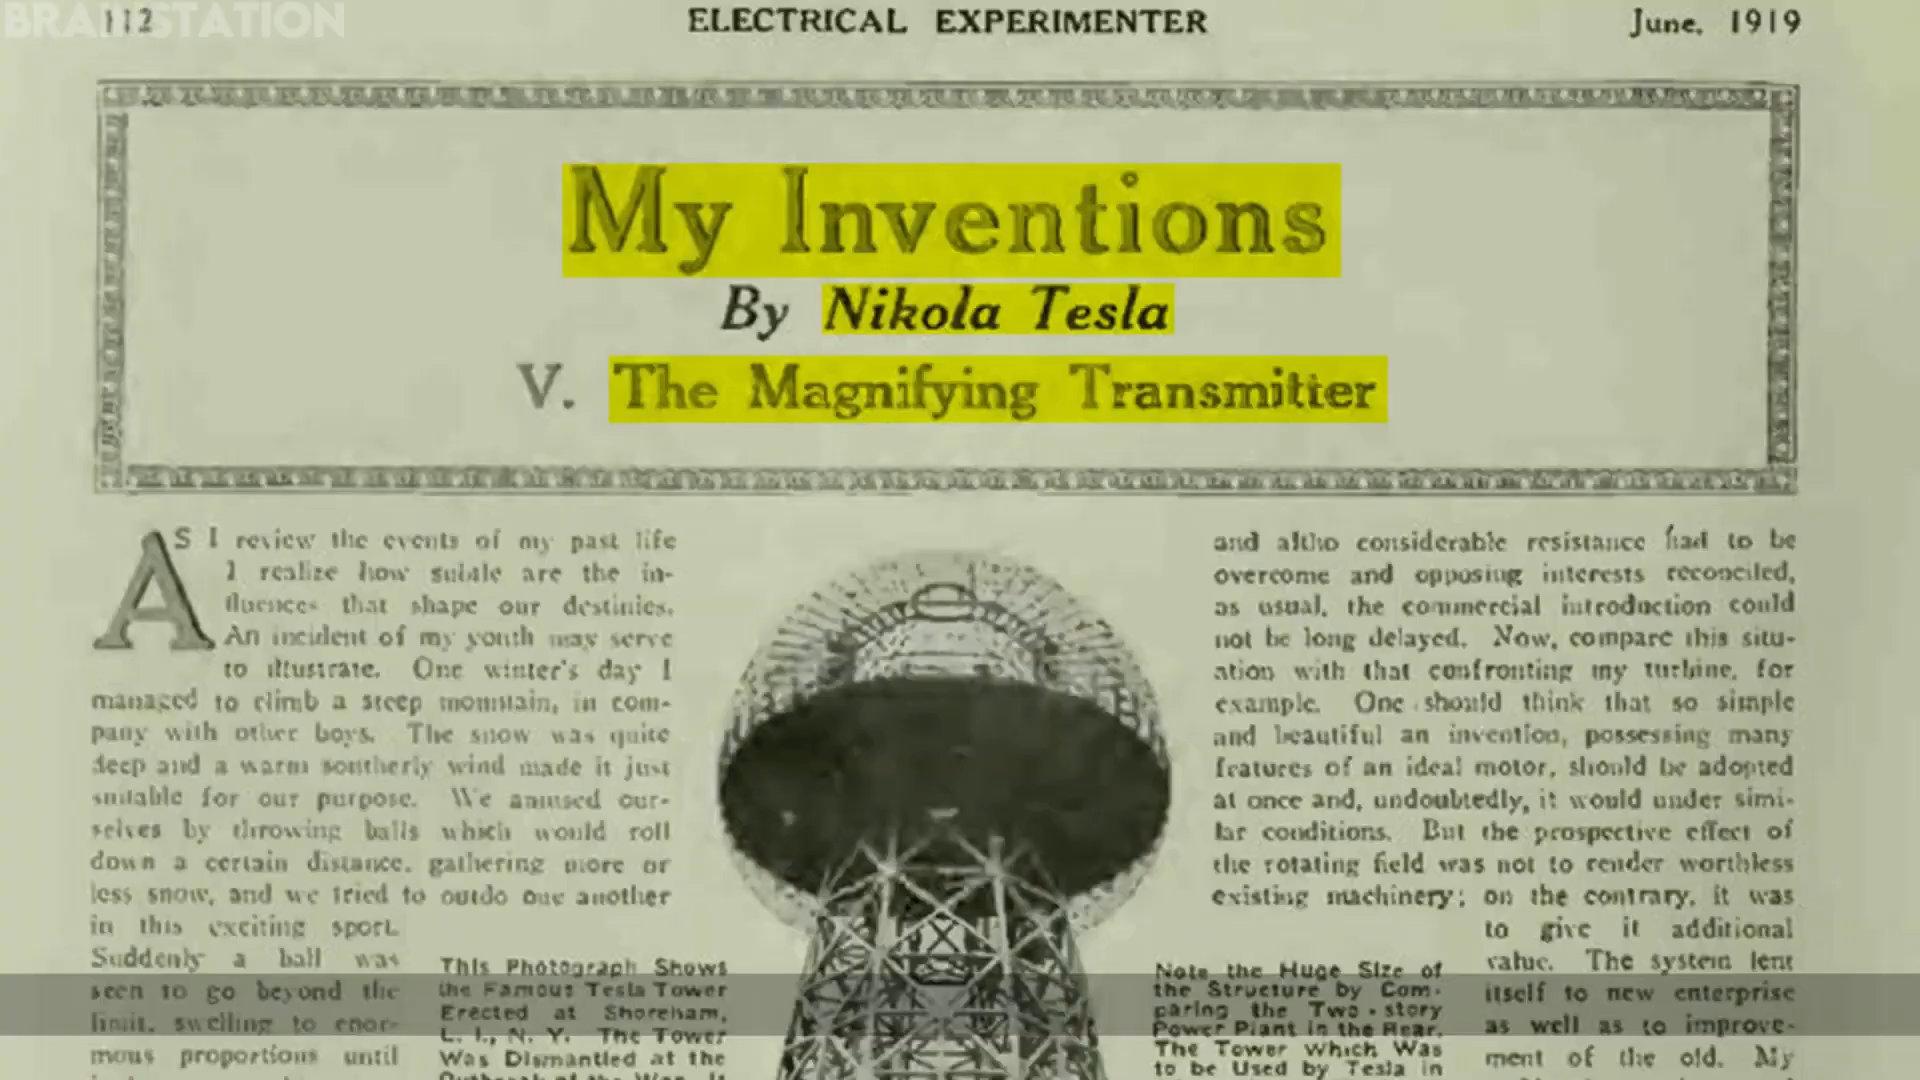 BRAINSTATION
112
ELECTRICAL EXPERIMENTER
June, 1919
My Inventions
By Nikola Tesla
V. The Magnifying Transmitter
AS I review the events of my past life
I realize how subtle are the in-
fluences that shape our destinies.
An incident of my youth may serve
to illustrate. One winter's day I
managed to climb a steep mountain, in com-
pany with other boys. The snow was quite
deep and a warm southerly wind made it just
suitable for our purpose. We amused our-
selves by throwing balls which would roll
down a certain distance, gathering more or
less snow, and we tried to outdo one another
in this exciting sport.
Suddenly a ball was
seen to go beyond the
limit, swelling to enor-
mous proportions until
This Photograph Shows
the Famous Tesla Tower
Erected at Shoreham,
L. I., N. Y. The Tower
Was Dismantled at the
Outbreak of the War. It
Note the Huge Size of
the Structure by Com-
paring the Two-story
Power Plant in the Rear.
The Tower Which Was
to be Used by Tesla in
and altho considerable resistance had to be
overcome and opposing interests reconciled,
as usual, the commercial introduction could
not be long delayed. Now, compare this situ-
ation with that confronting my turbine, for
example. One should think that so simple
and beautiful an invention, possessing many
features of an ideal motor, should be adopted
at once and, undoubtedly, it would under simi-
lar conditions. But the prospective effect of
the rotating field was not to render worthless
existing machinery; on the contrary, it was
to give it additional
value. The system lent
itself to new enterprise
as well as to improve-
ment of the old. My